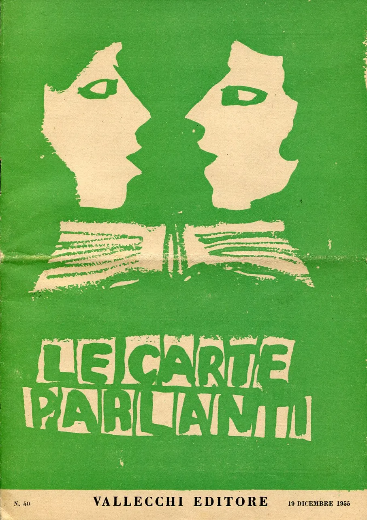 LE CARTE
PARLANTI
N. 40 VALLECCHI EDITORE 19 DICEMBRE 1955